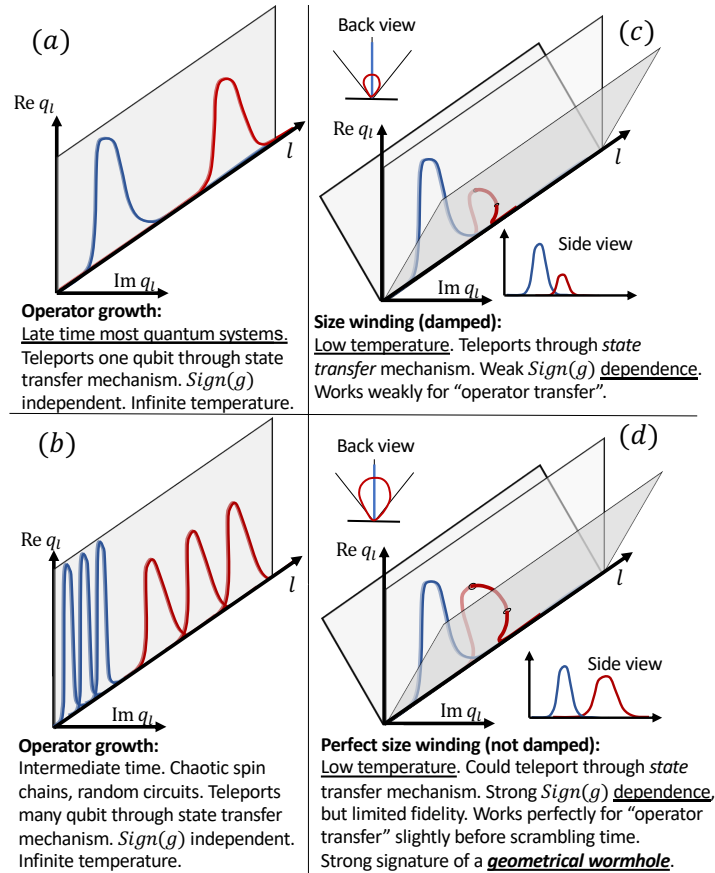 (a)
Re q_l
l
Im q_l
Operator growth:
Late time most quantum systems.
Teleports one qubit through state
transfer mechanism. Sign(g)
independent. Infinite temperature.
Back view
(c)
Re q_l
l
Side view
Im q_l
Size winding (damped):
Low temperature. Teleports through state
transfer mechanism. Weak Sign(g) dependence.
Works weakly for “operator transfer”.
(b)
Re q_l
l
Im q_l
Operator growth:
Intermediate time. Chaotic spin
chains, random circuits. Teleports
many qubit through state transfer
mechanism. Sign(g) independent.
Infinite temperature.
Back view
(d)
Re q_l
l
Side view
Im q_l
Perfect size winding (not damped):
Low temperature. Could teleport through state
transfer mechanism. Strong Sign(g) dependence,
but limited fidelity. Works perfectly for “operator
transfer” slightly before scrambling time.
Strong signature of a geometrical wormhole.